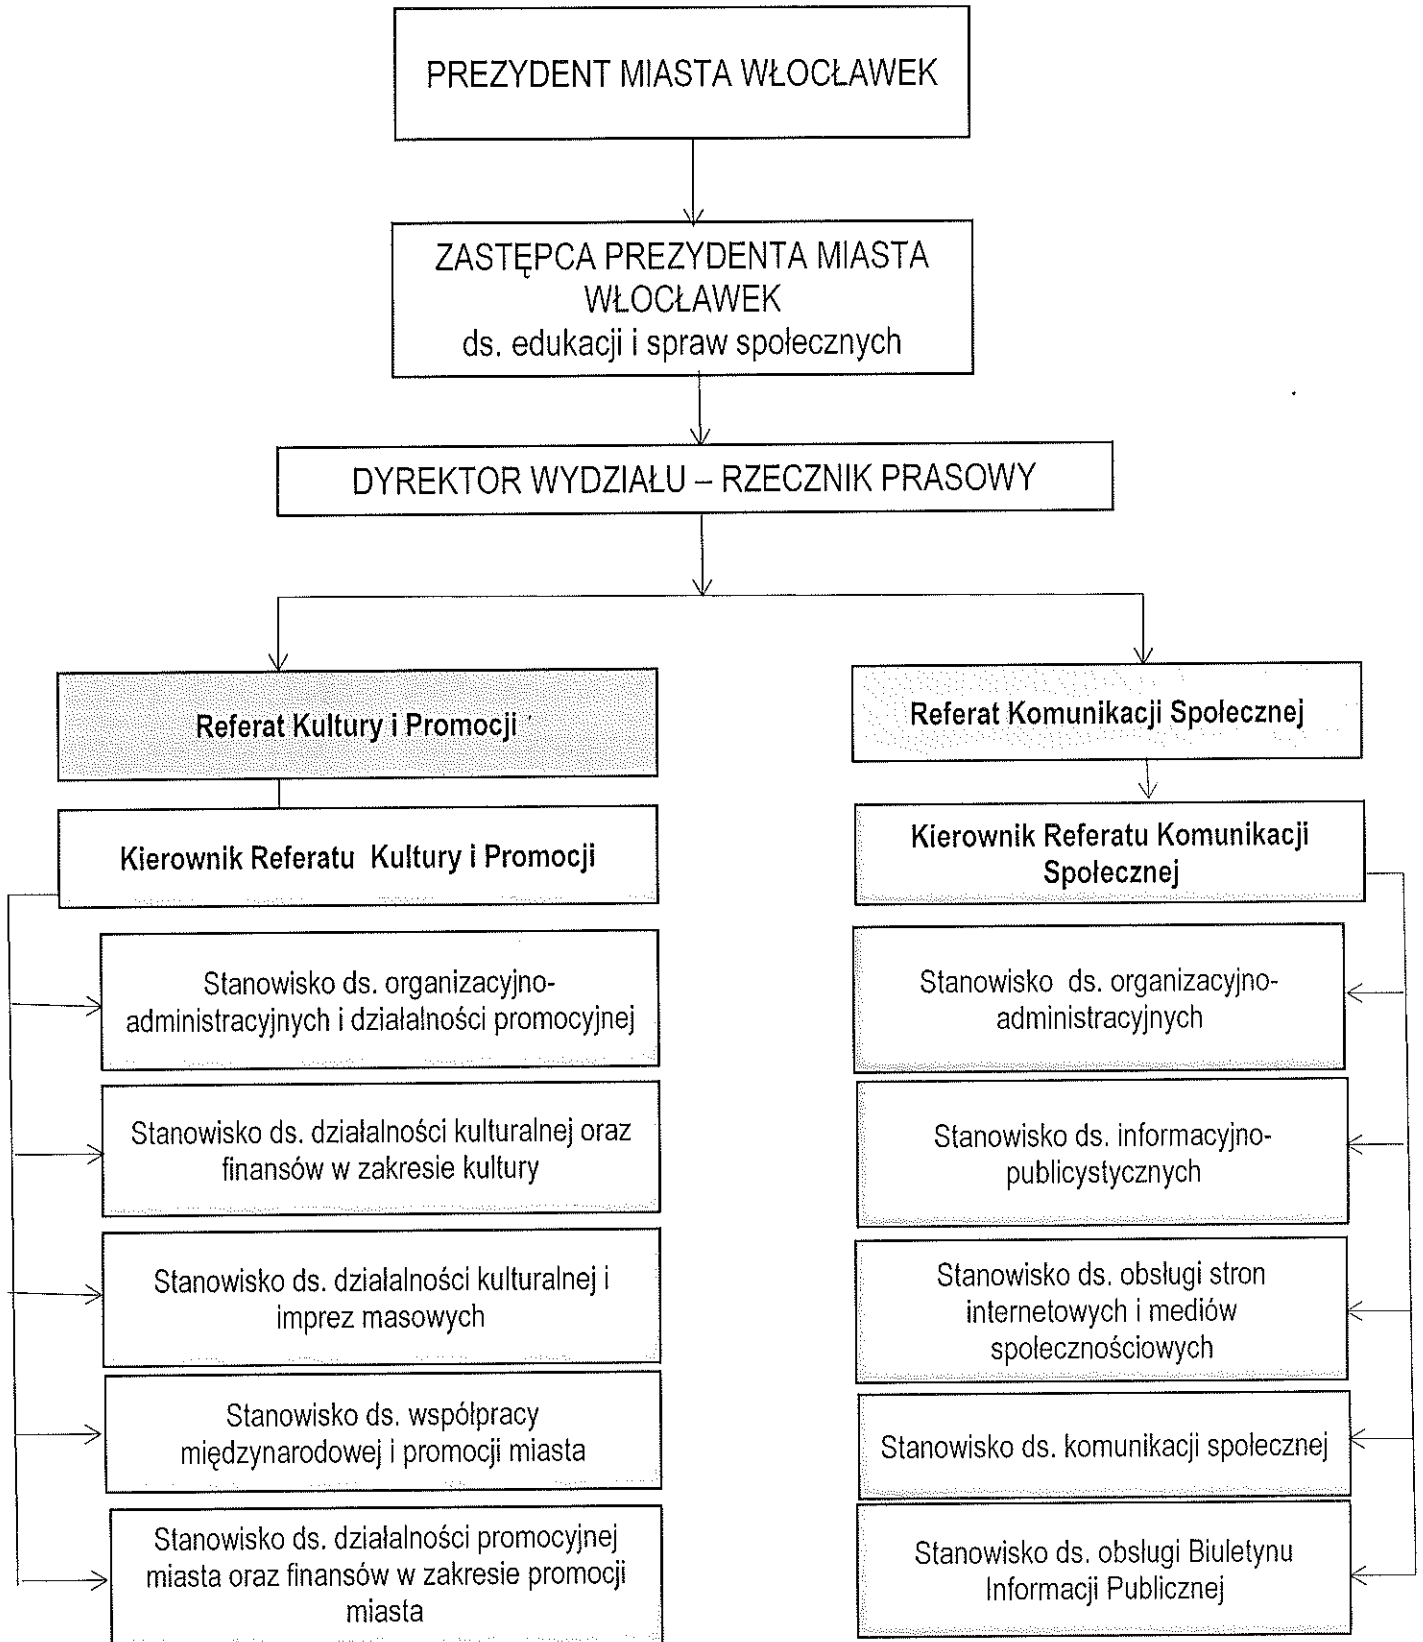 PREZYDENT MIASTA WŁOCŁAWEK
ZASTĘPCA PREZYDENTA MIASTA
WŁOCŁAWEK
ds. edukacji i spraw społecznych
DYREKTOR WYDZIAŁU – RZECZNIK PRASOWY
Referat Kultury i Promocji
Kierownik Referatu Kultury i Promocji
Stanowisko ds. organizacyjno-
administracyjnych i działalności promocyjnej
Stanowisko ds. działalności kulturalnej oraz
finansów w zakresie kultury
Stanowisko ds. działalności kulturalnej i
imprez masowych
Stanowisko ds. współpracy
międzynarodowej i promocji miasta
Stanowisko ds. działalności promocyjnej
miasta oraz finansów w zakresie promocji
miasta
Referat Komunikacji Społecznej
Kierownik Referatu Komunikacji
Społecznej
Stanowisko ds. organizacyjno-
administracyjnych
Stanowisko ds. informacyjno-
publicystycznych
Stanowisko ds. obsługi stron
internetowych i mediów
społecznościowych
Stanowisko ds. komunikacji społecznej
Stanowisko ds. obsługi Biuletynu
Informacji Publicznej